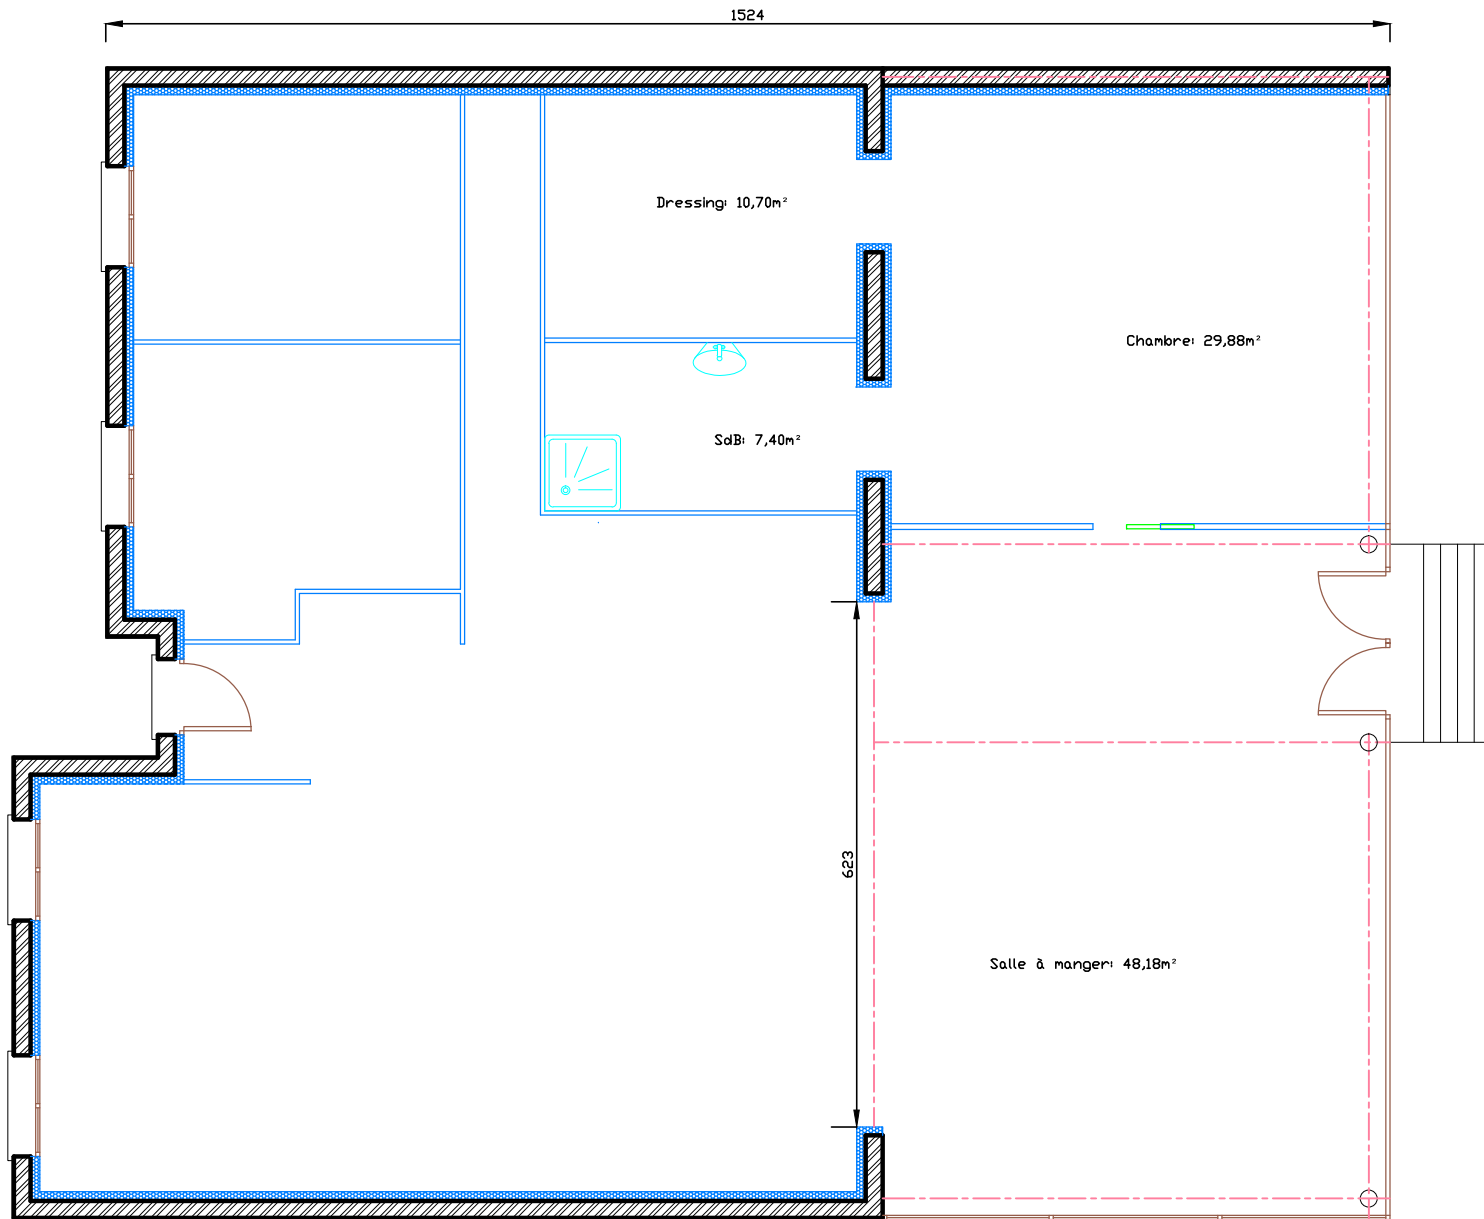 1524
Dressing: 10,70m²
Chambre: 29,88m²
SdB: 7,40m²
623
Salle à manger: 48,18m²